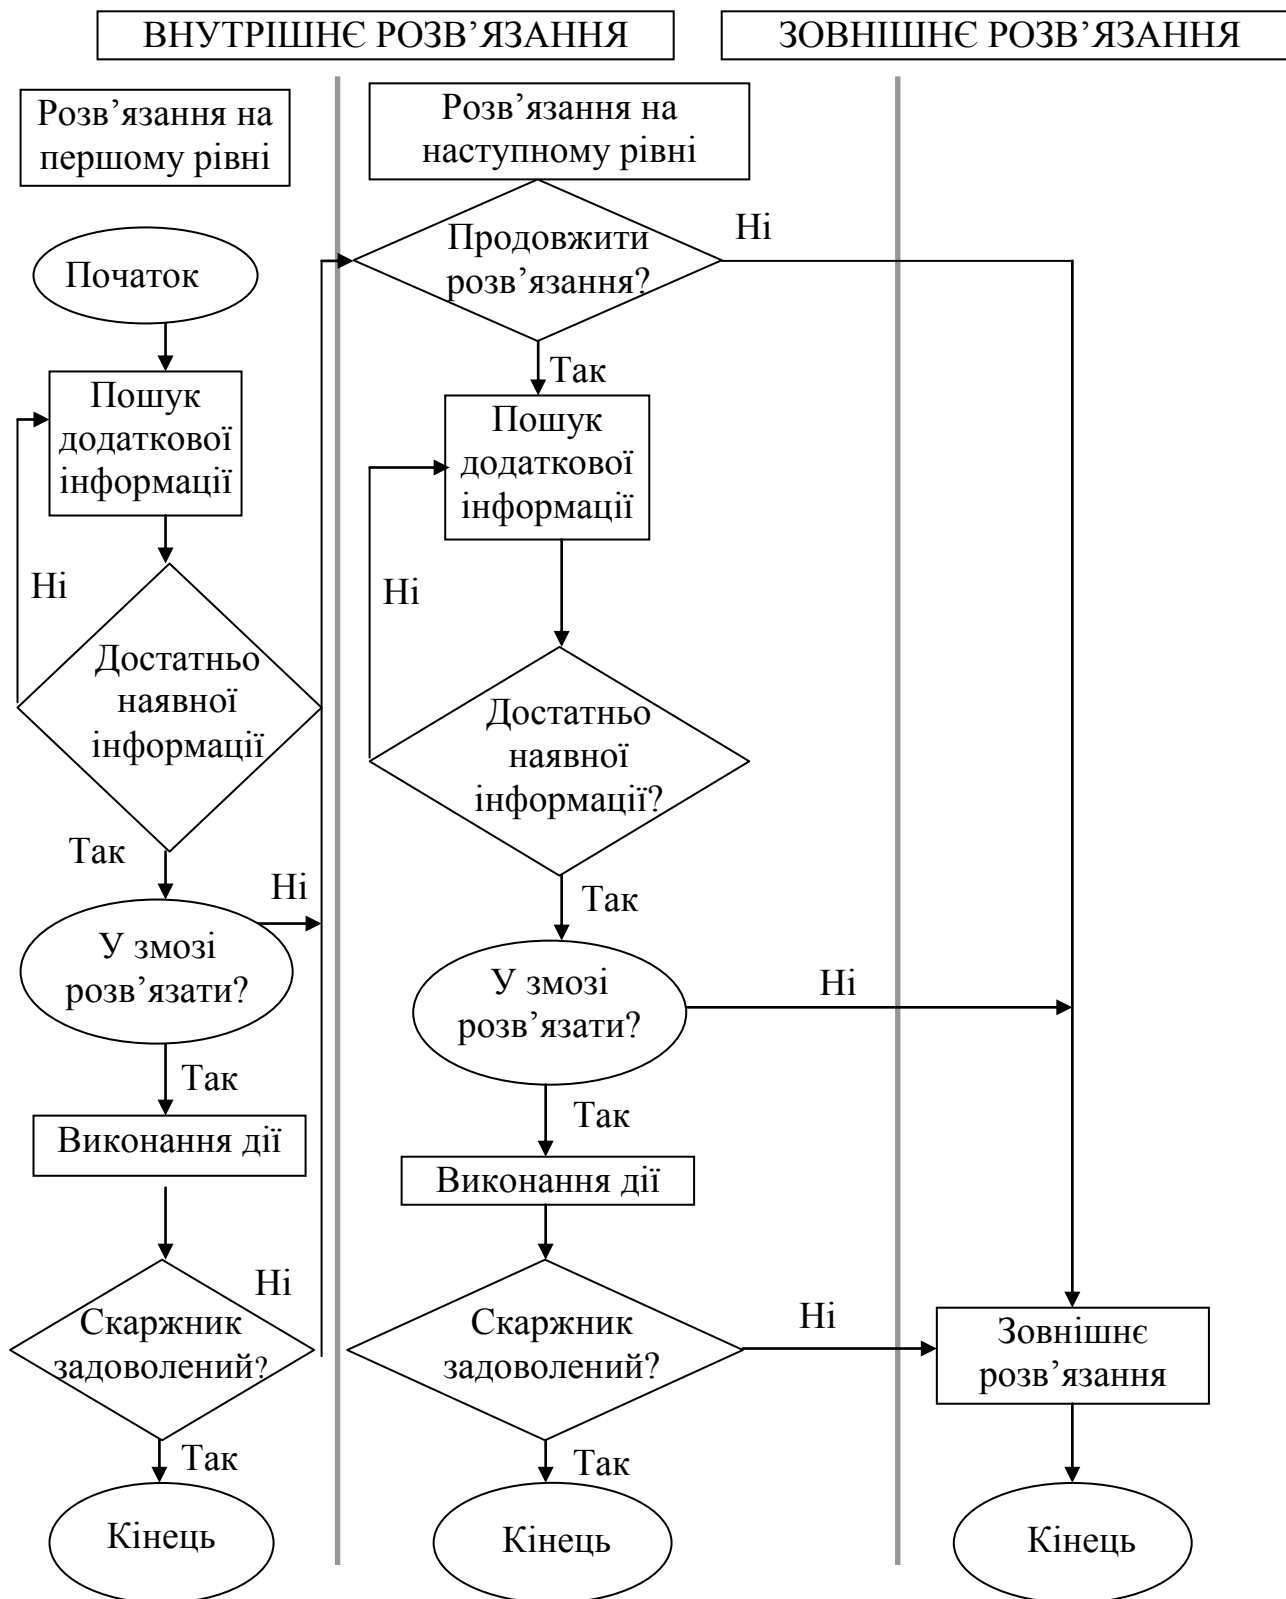 ВНУТРІШНЄ РОЗВ’ЯЗАННЯ
ЗОВНІШНЄ РОЗВ’ЯЗАННЯ
Розв’язання на
першому рівні
Початок
Пошук
додаткової
інформації
Ні
Достатньо
наявної
інформації
Так
Ні
У змозі
розв’язати?
Так
Виконання дії
Ні
Скаржник
задоволений?
Так
Кінець
Розв’язання на
наступному рівні
Продовжити
розв’язання?
Ні
Так
Пошук
додаткової
інформації
Ні
Достатньо
наявної
інформації?
Так
У змозі
розв’язати?
Ні
Так
Виконання дії
Скаржник
задоволений?
Ні
Так
Кінець
Зовнішнє
розв’язання
Кінець